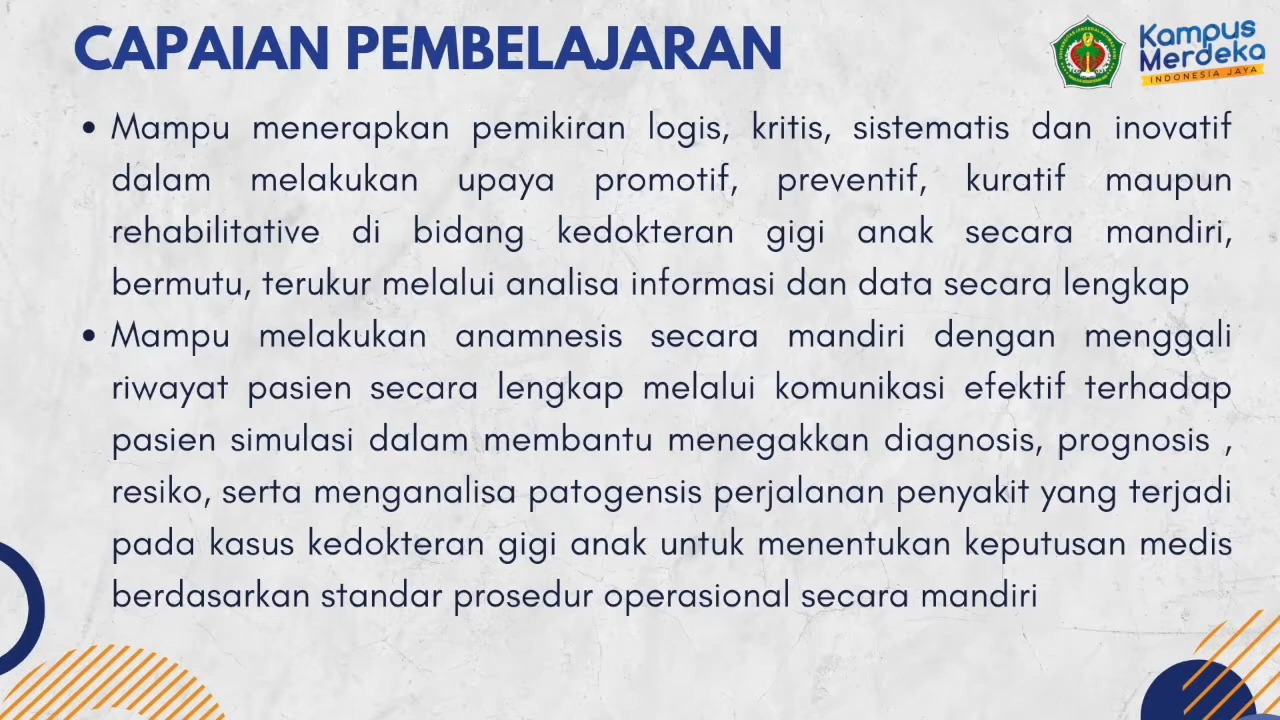 CAPAIAN PEMBELAJARAN
Kampus
Merdeka
INDONESIA JAYA
• Mampu menerapkan pemikiran logis, kritis, sistematis dan inovatif
dalam melakukan upaya promotif, preventif, kuratif maupun
rehabilitative di bidang kedokteran gigi anak secara mandiri,
bermutu, terukur melalui analisa informasi dan data secara lengkap
• Mampu melakukan anamnesis secara mandiri dengan menggali
riwayat pasien secara lengkap melalui komunikasi efektif terhadap
pasien simulasi dalam membantu menegakkan diagnosis, prognosis ,
resiko, serta menganalisa patogensis perjalanan penyakit yang terjadi
pada kasus kedokteran gigi anak untuk menentukan keputusan medis
berdasarkan standar prosedur operasional secara mandiri